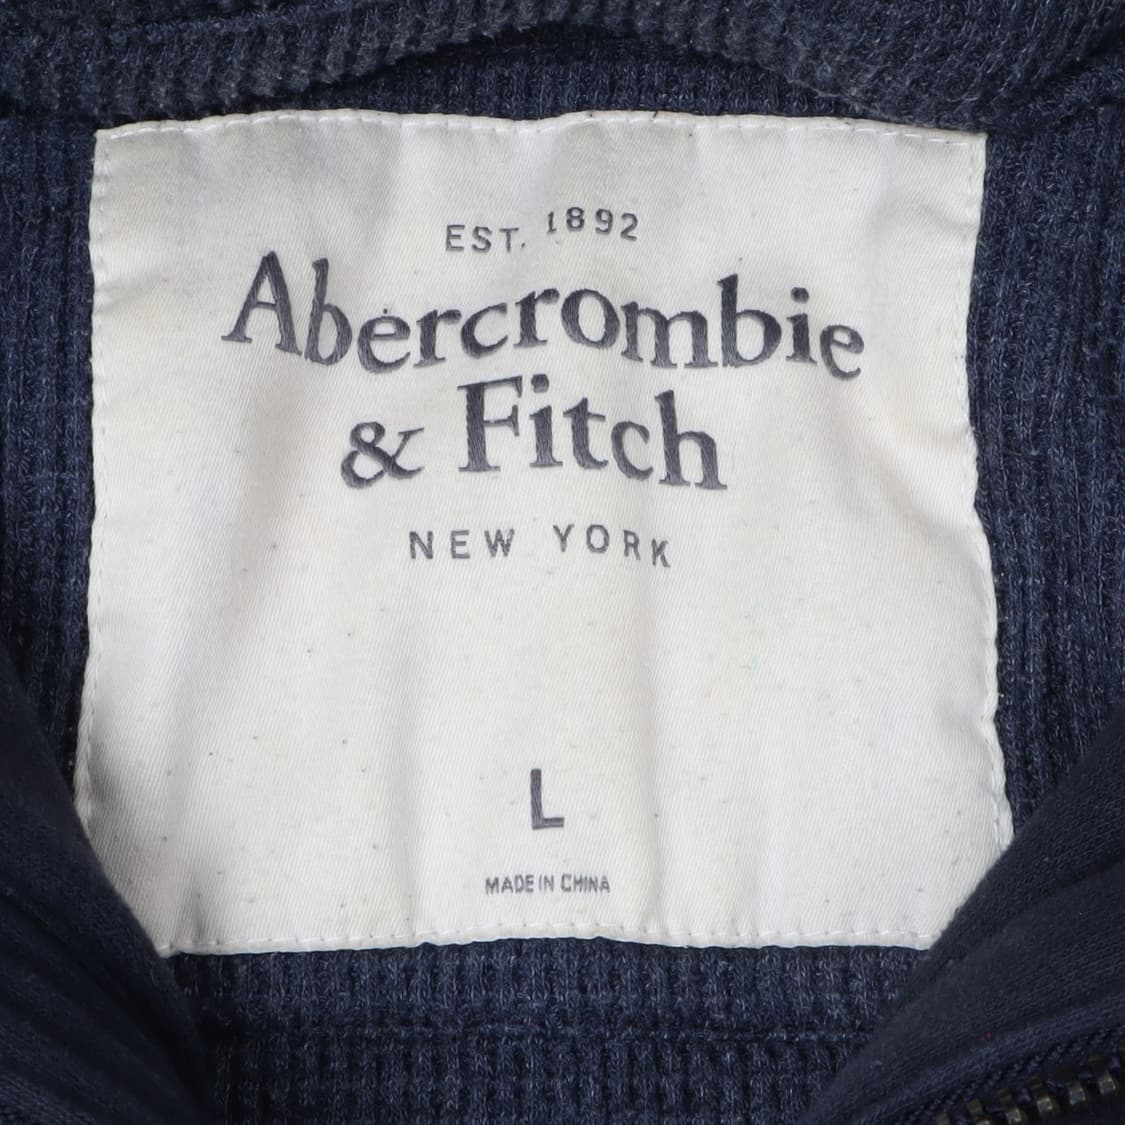 EST. 1892
Abercrombie
& Fitch
NEW YORK
L
MADE IN CHINA